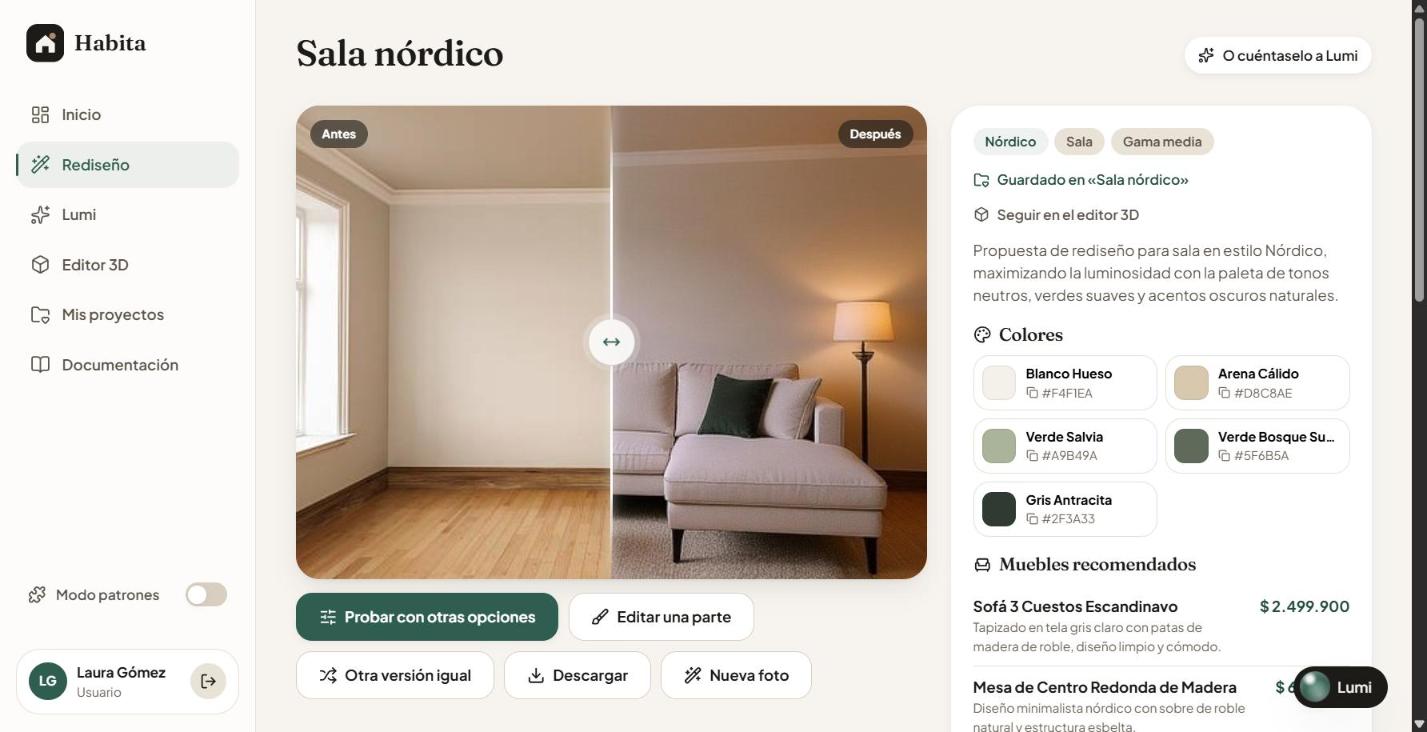 Habita
Inicio
Rediseño
Lumi
Editor 3D
Mis proyectos
Documentación
Modo patrones
LG
Laura Gómez
Usuario
Sala nórdico
O cuéntaselo a Lumi
Antes
Después
Probar con otras opciones
Editar una parte
Otra versión igual
Descargar
Nueva foto
Nórdico
Sala
Gama media
Guardado en «Sala nórdico»
Seguir en el editor 3D
Propuesta de rediseño para sala en estilo Nórdico,
maximizando la luminosidad con la paleta de tonos
neutros, verdes suaves y acentos oscuros naturales.
Colores
Blanco Hueso
#F4F1EA
Arena Cálido
#D8C8AE
Verde Salvia
#A9B49A
Verde Bosque Su...
#5F6B5A
Gris Antracita
#2F3A33
Muebles recomendados
Sofá 3 Cuestos Escandinavo
$ 2.499.900
Tapizado en tela gris claro con patas de
madera de roble, diseño limpio y cómodo.
Mesa de Centro Redonda de Madera
$
Diseño minimalista nórdico con sobre de roble
natural y estructura esbelta.
Lumi